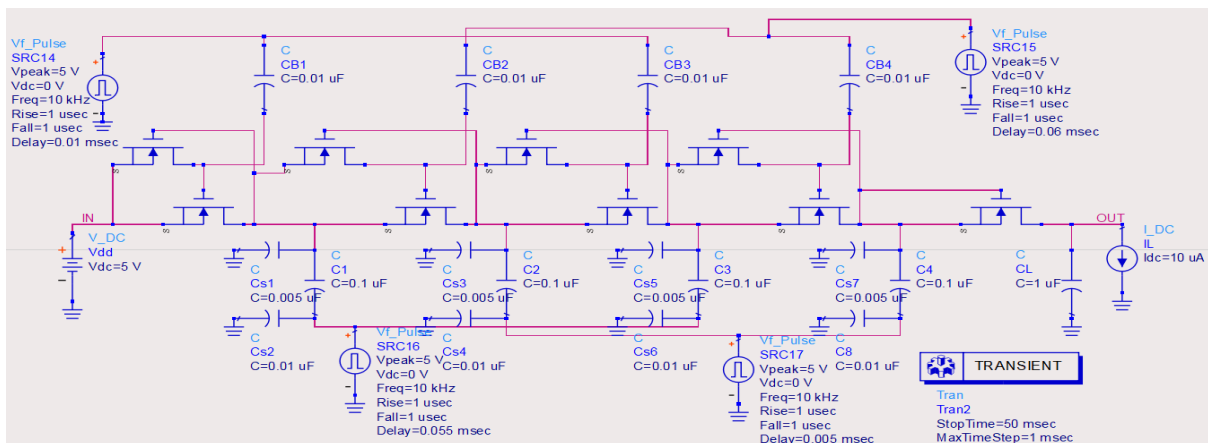 Vf_Pulse
SRC14
Vpeak=5 V
Vdc=0 V
Freq=10 kHz
Rise=1 usec
Fall=1 usec
Delay=0.01 msec
C
CB1
C=0.01 uF
C
CB2
C=0.01 uF
C
CB3
C=0.01 uF
C
CB4
C=0.01 uF
Vf_Pulse
SRC15
Vpeak=5 V
Vdc=0 V
Freq=10 kHz
Rise=1 usec
Fall=1 usec
Delay=0.06 msec
S
S
S
S
S
S
S
S
S
IN
OUT
V_DC
Vdd
Vdc=5 V
C
Cs1
C=0.005 uF
C
C1
C=0.1 uF
C
Cs3
C=0.005 uF
C
C2
C=0.1 uF
C
Cs5
C=0.005 uF
C
C3
C=0.1 uF
C
Cs7
C=0.005 uF
C
C4
C=0.1 uF
C
CL
C=1 uF
I_DC
IL
Idc=10 uA
C
Cs2
C=0.01 uF
Vf_Pulse
SRC16
Vpeak=5 V
Vdc=0 V
Freq=10 kHz
Rise=1 usec
Fall=1 usec
Delay=0.055 msec
C
Cs4
C=0.01 uF
C
Cs6
C=0.01 uF
Vf_Pulse
SRC17
Vpeak=5 V
Vdc=0 V
Freq=10 kHz
Rise=1 usec
Fall=1 usec
Delay=0.005 msec
C
C8
C=0.01 uF
TRANSIENT
Tran
Tran2
StopTime=50 msec
MaxTimeStep=1 msec